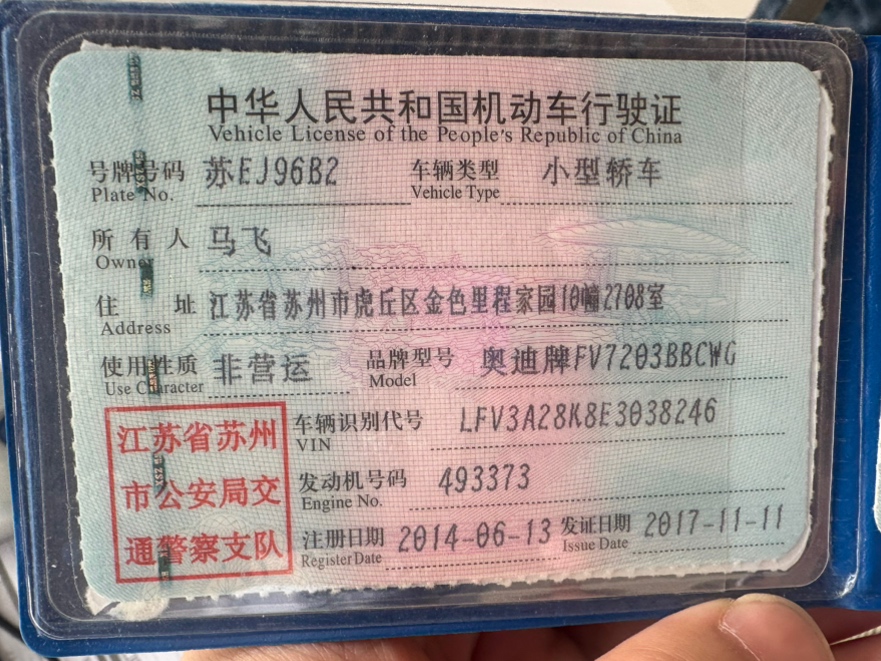 中华人民共和国机动车行驶证
Vehicle License of the People's Republic of China
号牌号码 苏EJ96B2 车辆类型 小型轿车
Plate No. Vehicle Type
所有人 马飞
Owner
住址 江苏省苏州市虎丘区金色里程家园10幢2708室
Address
使用性质 非营运 品牌型号 奥迪牌FV7203BBCWG
Use Character Model
江苏省苏州
市公安局交
通警察支队
车辆识别代号 LFV3A28K8E3038246
VIN
发动机号码 493373
Engine No.
注册日期 2014-06-13 发证日期 2017-11-11
Register Date Issue Date